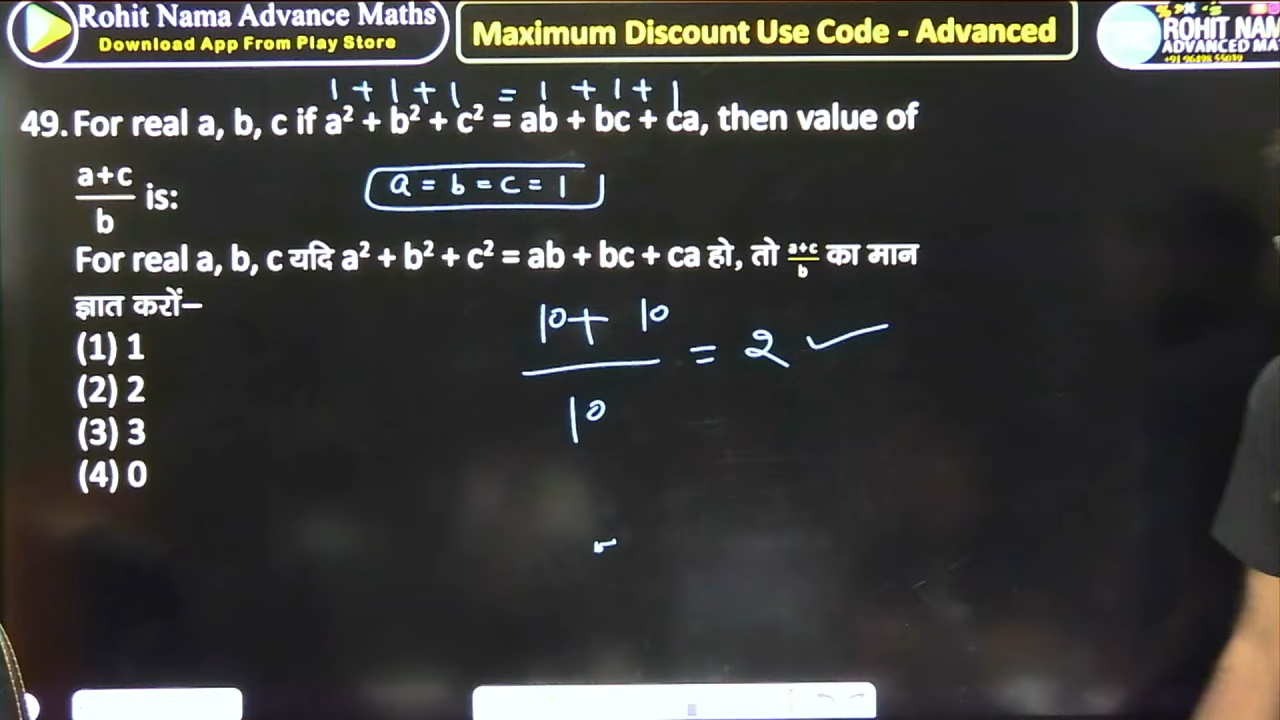 Rohit Nama Advance Maths
Download App From Play Store
Maximum Discount Use Code - Advanced
ROHIT NAM
ADVANCED MA
1 + 1 + 1 = 1 + 1 + 1
49. For real a, b, c if a² + b² + c² = ab + bc + ca, then value of
a+c/b is:
a = b = c = 1
For real a, b, c यदि a² + b² + c² = ab + bc + ca हो, तो a+c/b का मान
ज्ञात करों–
(1) 1
(2) 2
(3) 3
(4) 0
10 + 10
/10 = 2 ✓